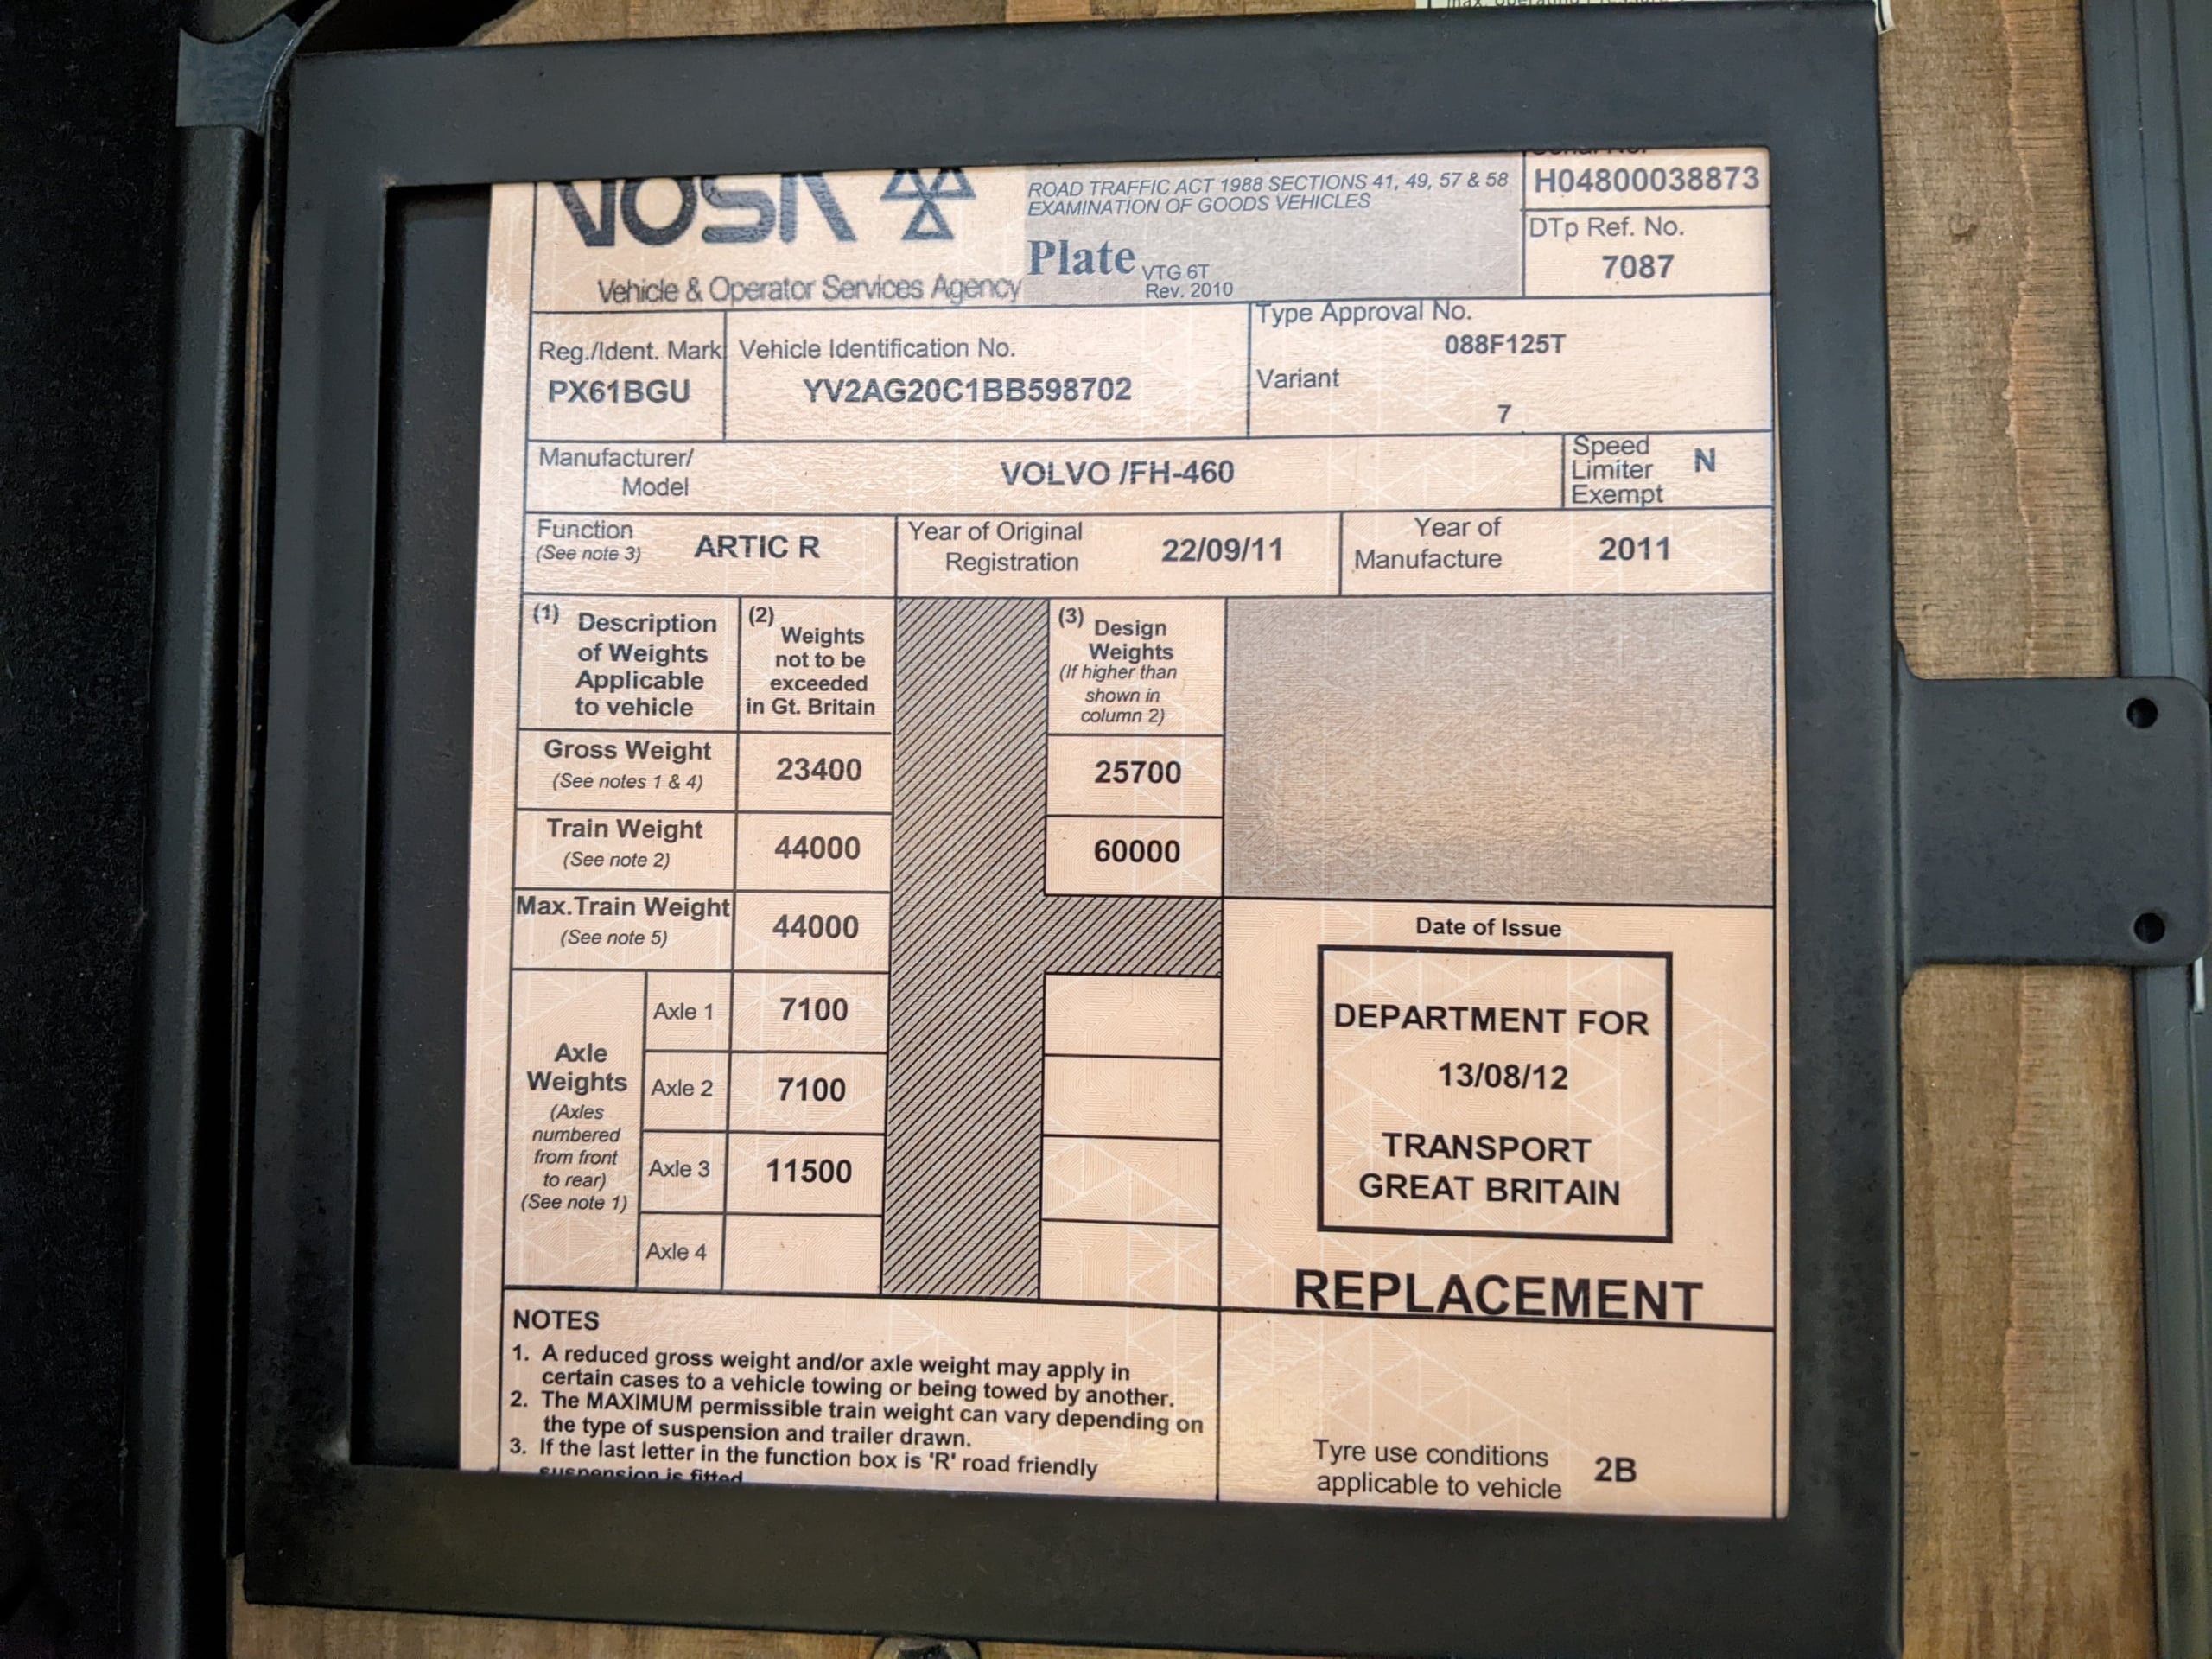 max. operating Pressure
VOSA
Vehicle & Operator Services Agency
ROAD TRAFFIC ACT 1988 SECTIONS 41, 49, 57 & 58
EXAMINATION OF GOODS VEHICLES
Plate VTG 6T
Rev. 2010
Serial No.
H04800038873
DTp Ref. No.
7087
Reg./Ident. Mark
PX61BGU
Vehicle Identification No.
YV2AG20C1BB598702
Type Approval No.
088F125T
Variant
7
Manufacturer/
Model
VOLVO /FH-460
Speed
Limiter
Exempt
N
Function
(See note 3)
ARTIC R
Year of Original
Registration
22/09/11
Year of
Manufacture
2011
(1) Description
of Weights
Applicable
to vehicle
(2) Weights
not to be
exceeded
in Gt. Britain
(3) Design
Weights
(If higher than
shown in
column 2)
Gross Weight
(See notes 1 & 4)
23400
25700
Train Weight
(See note 2)
44000
60000
Max.Train Weight
(See note 5)
44000
Axle
Weights
(Axles
numbered
from front
to rear)
(See note 1)
Axle 1 7100
Axle 2 7100
Axle 3 11500
Axle 4
Date of Issue
DEPARTMENT FOR
13/08/12
TRANSPORT
GREAT BRITAIN
REPLACEMENT
NOTES
1. A reduced gross weight and/or axle weight may apply in
certain cases to a vehicle towing or being towed by another.
2. The MAXIMUM permissible train weight can vary depending on
the type of suspension and trailer drawn.
3. If the last letter in the function box is 'R' road friendly
suspension is fitted
Tyre use conditions
applicable to vehicle
2B